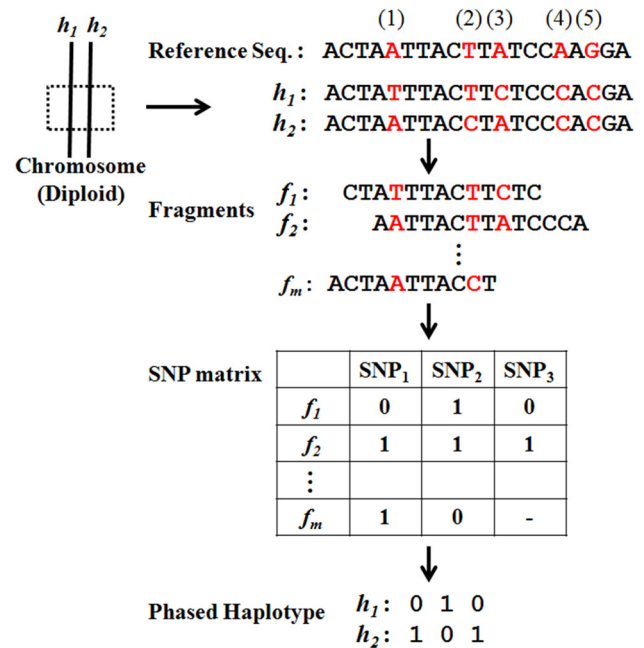 (1) (2) (3) (4) (5)
h₁ h₂
Reference Seq.: ACTAATTACTTATCCAAGGA
h₁: ACTATTTACTTCTCCCACGA
h₂: ACTAATTACCTATCCCACGA
Chromosome
(Diploid)
Fragments
f₁: CTATTTACTTCTC
f₂: AATTACTTATCCCA
⋮
fₘ: ACTAATTACCT
SNP matrix
SNP₁ SNP₂ SNP₃
f₁ 0 1 0
f₂ 1 1 1
⋮
fₘ 1 0 -
Phased Haplotype
h₁: 0 1 0
h₂: 1 0 1